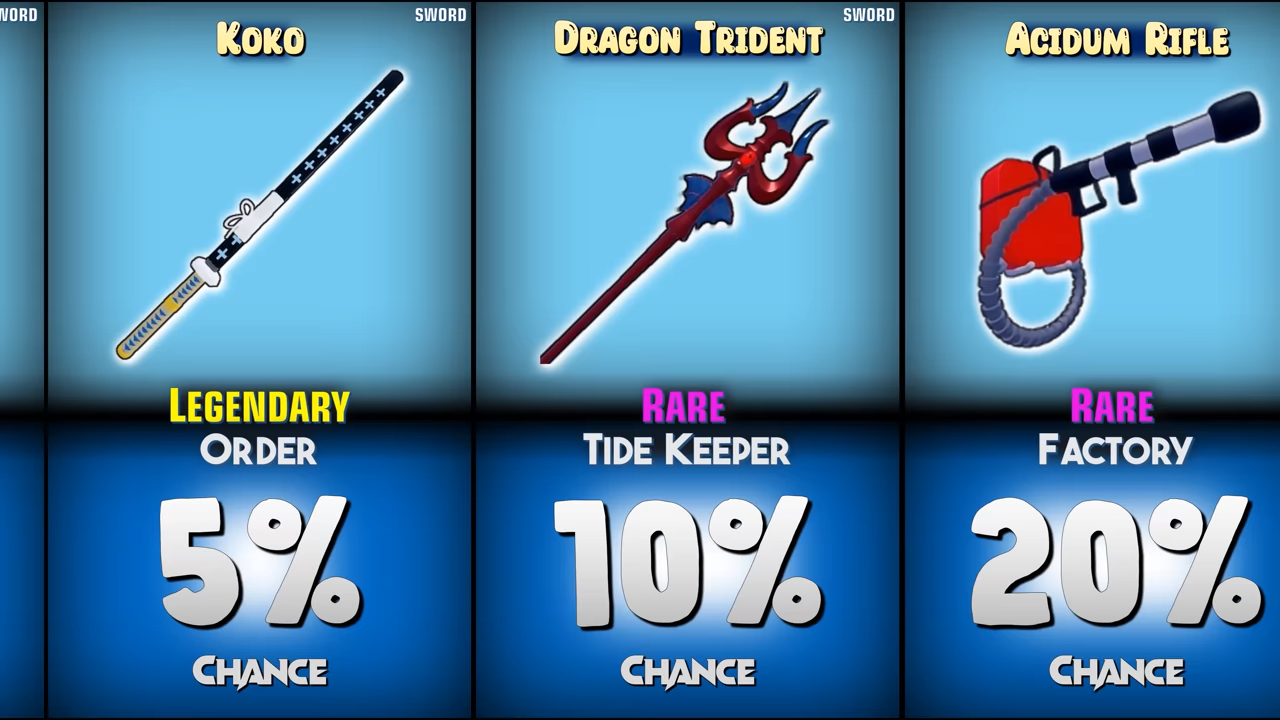 WORD
SWORD
SWORD
Koko
Dragon Trident
Acidum Rifle
Legendary
Rare
Rare
Order
Tide Keeper
Factory
5%
10%
20%
Chance
Chance
Chance